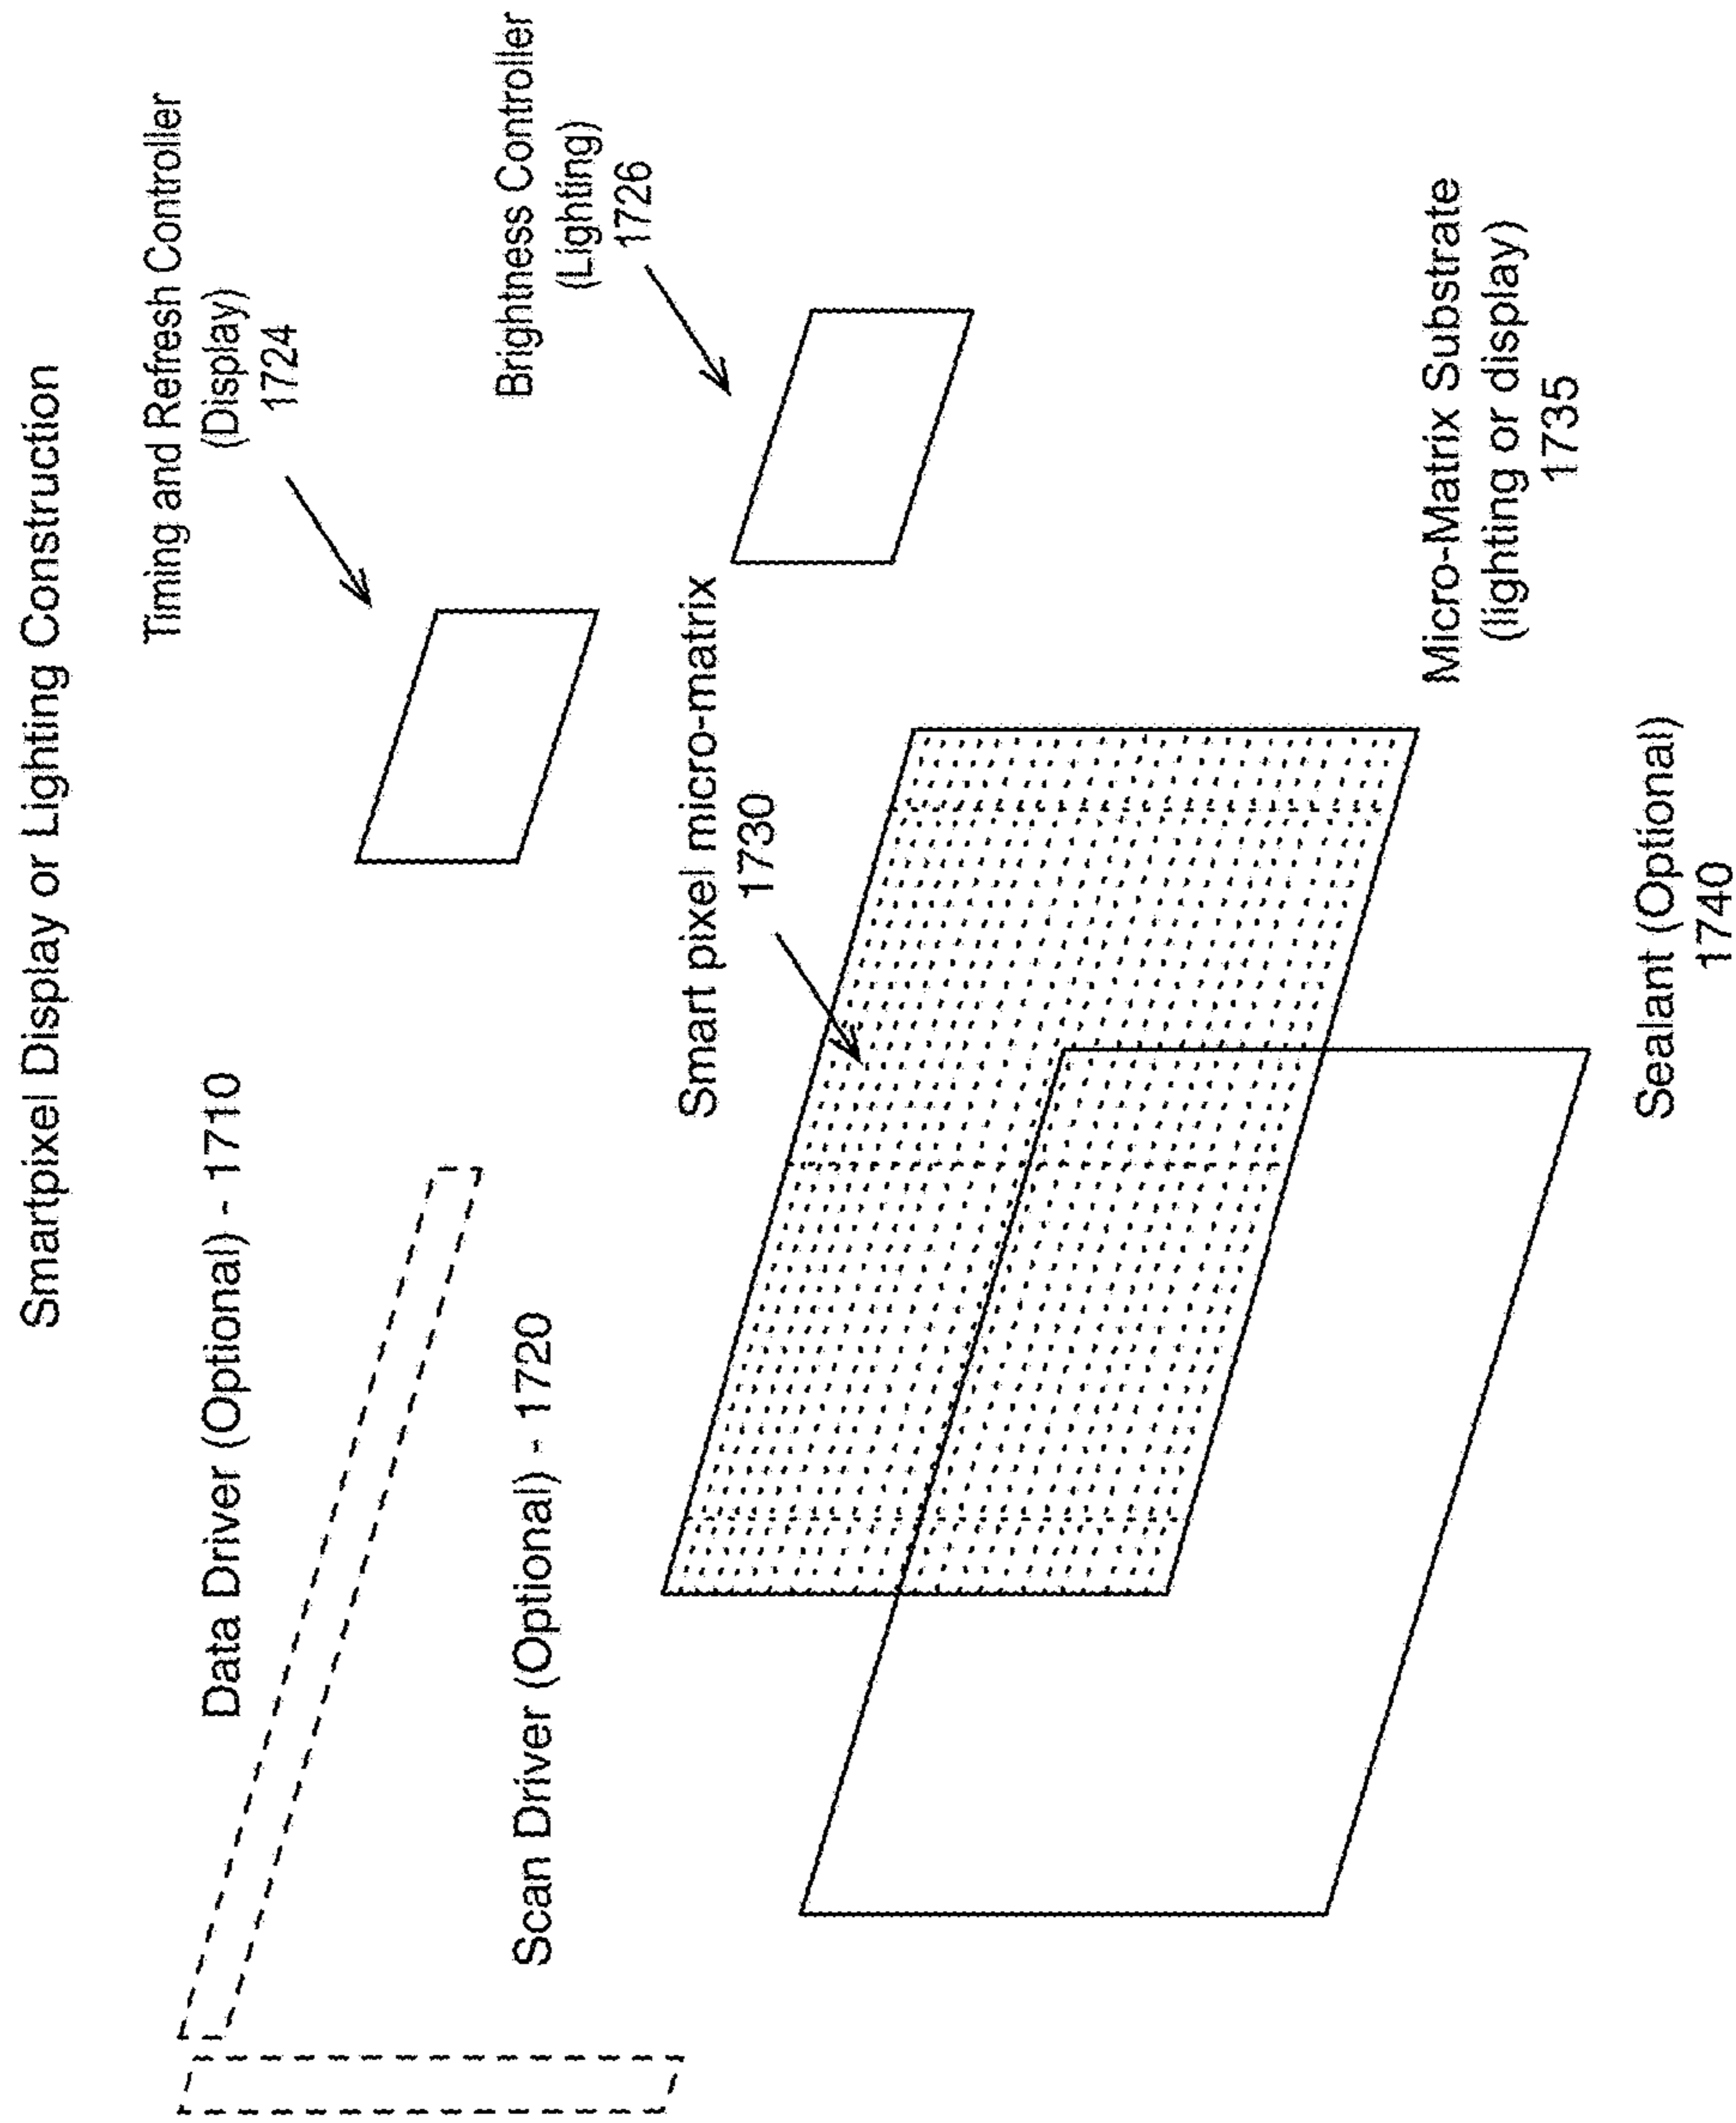 Smartpixel Display or Lighting Construction
Timing and Refresh Controller
(Display)
1724
Data Driver (Optional) - 1710
Brightness Controller
(Lighting)
1726
Scan Driver (Optional) - 1720
Smart pixel micro-matrix
1730
Micro-Matrix Substrate
(lighting or display)
1735
Sealant (Optional)
1740